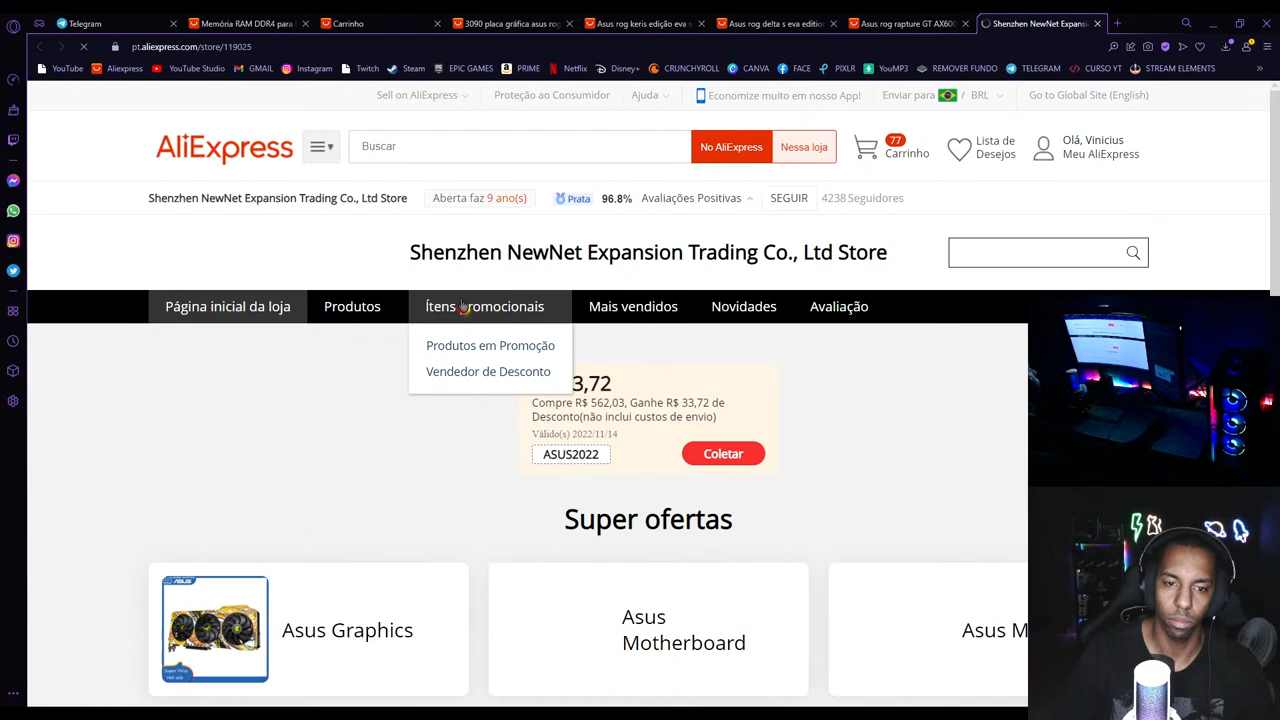 Telegram
Memória RAM DDR4 para
Carrinho
3090 placa gráfica asus rog
Asus rog keris edição eva s
Asus rog delta s eva edition
Asus rog rapture GT AX600
Shenzhen NewNet Expansi
pt.aliexpress.com/store/119025
YouTube
Aliexpress
YouTube Studio
GMAIL
Instagram
Twitch
Steam
EPIC GAMES
PRIME
Netflix
Disney+
CRUNCHYROLL
CANVA
FACE
PIXLR
YouMP3
REMOVER FUNDO
TELEGRAM
CURSO YT
STREAM ELEMENTS
Sell on AliExpress
Proteção ao Consumidor
Ajuda
Economize muito em nosso App!
Enviar para / BRL
Go to Global Site (English)
AliExpress
Buscar
No AliExpress
Nessa loja
77
Carrinho
Lista de
Desejos
Olá, Vinicius
Meu AliExpress
Shenzhen NewNet Expansion Trading Co., Ltd Store
Aberta faz 9 ano(s)
Prata
96.8%
Avaliações Positivas
SEGUIR
4238 Seguidores
Shenzhen NewNet Expansion Trading Co., Ltd Store
Página inicial da loja
Produtos
Ítens promocionais
Mais vendidos
Novidades
Avaliação
Produtos em Promoção
Vendedor de Desconto
3,72
Compre R$ 562,03, Ganhe R$ 33,72 de
Desconto(não inclui custos de envio)
Válido(s) 2022/11/14
ASUS2022
Coletar
Super ofertas
ASUS
Asus Graphics
Asus
Motherboard
Asus M